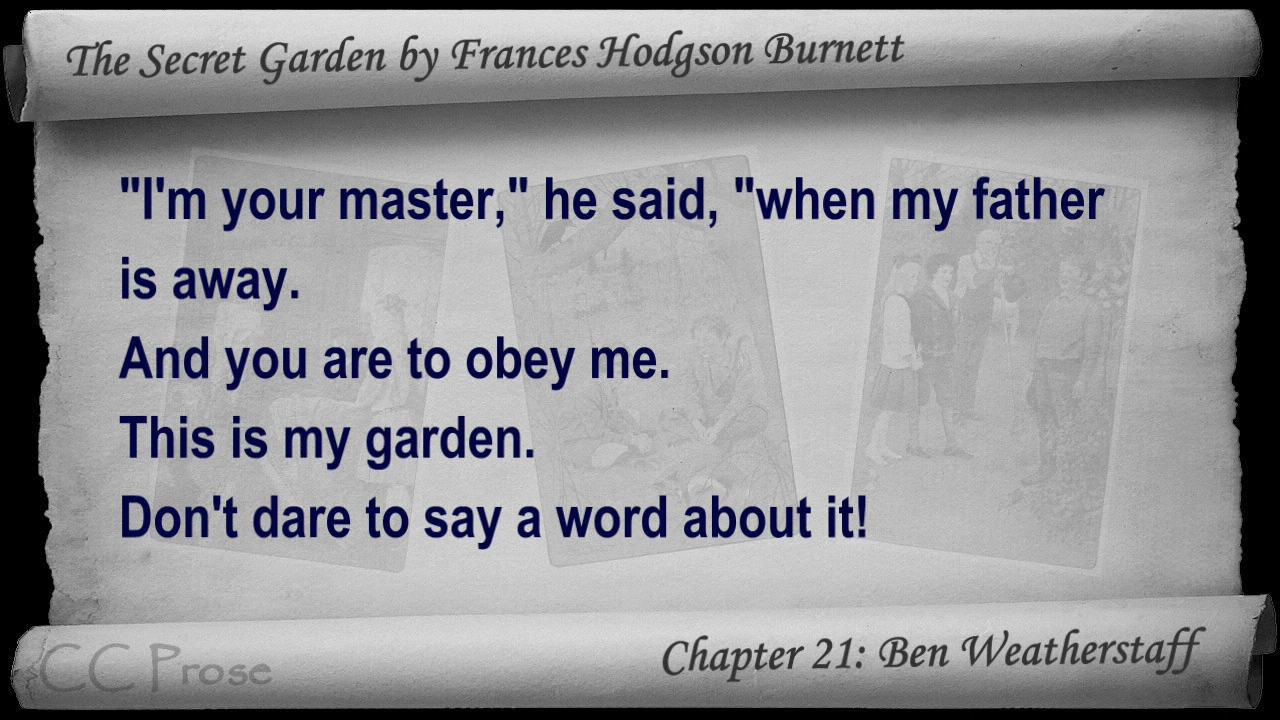 The Secret Garden by Frances Hodgson Burnett
"I'm your master," he said, "when my father
is away.
And you are to obey me.
This is my garden.
Don't dare to say a word about it!
CC Prose
Chapter 21: Ben Weatherstaff